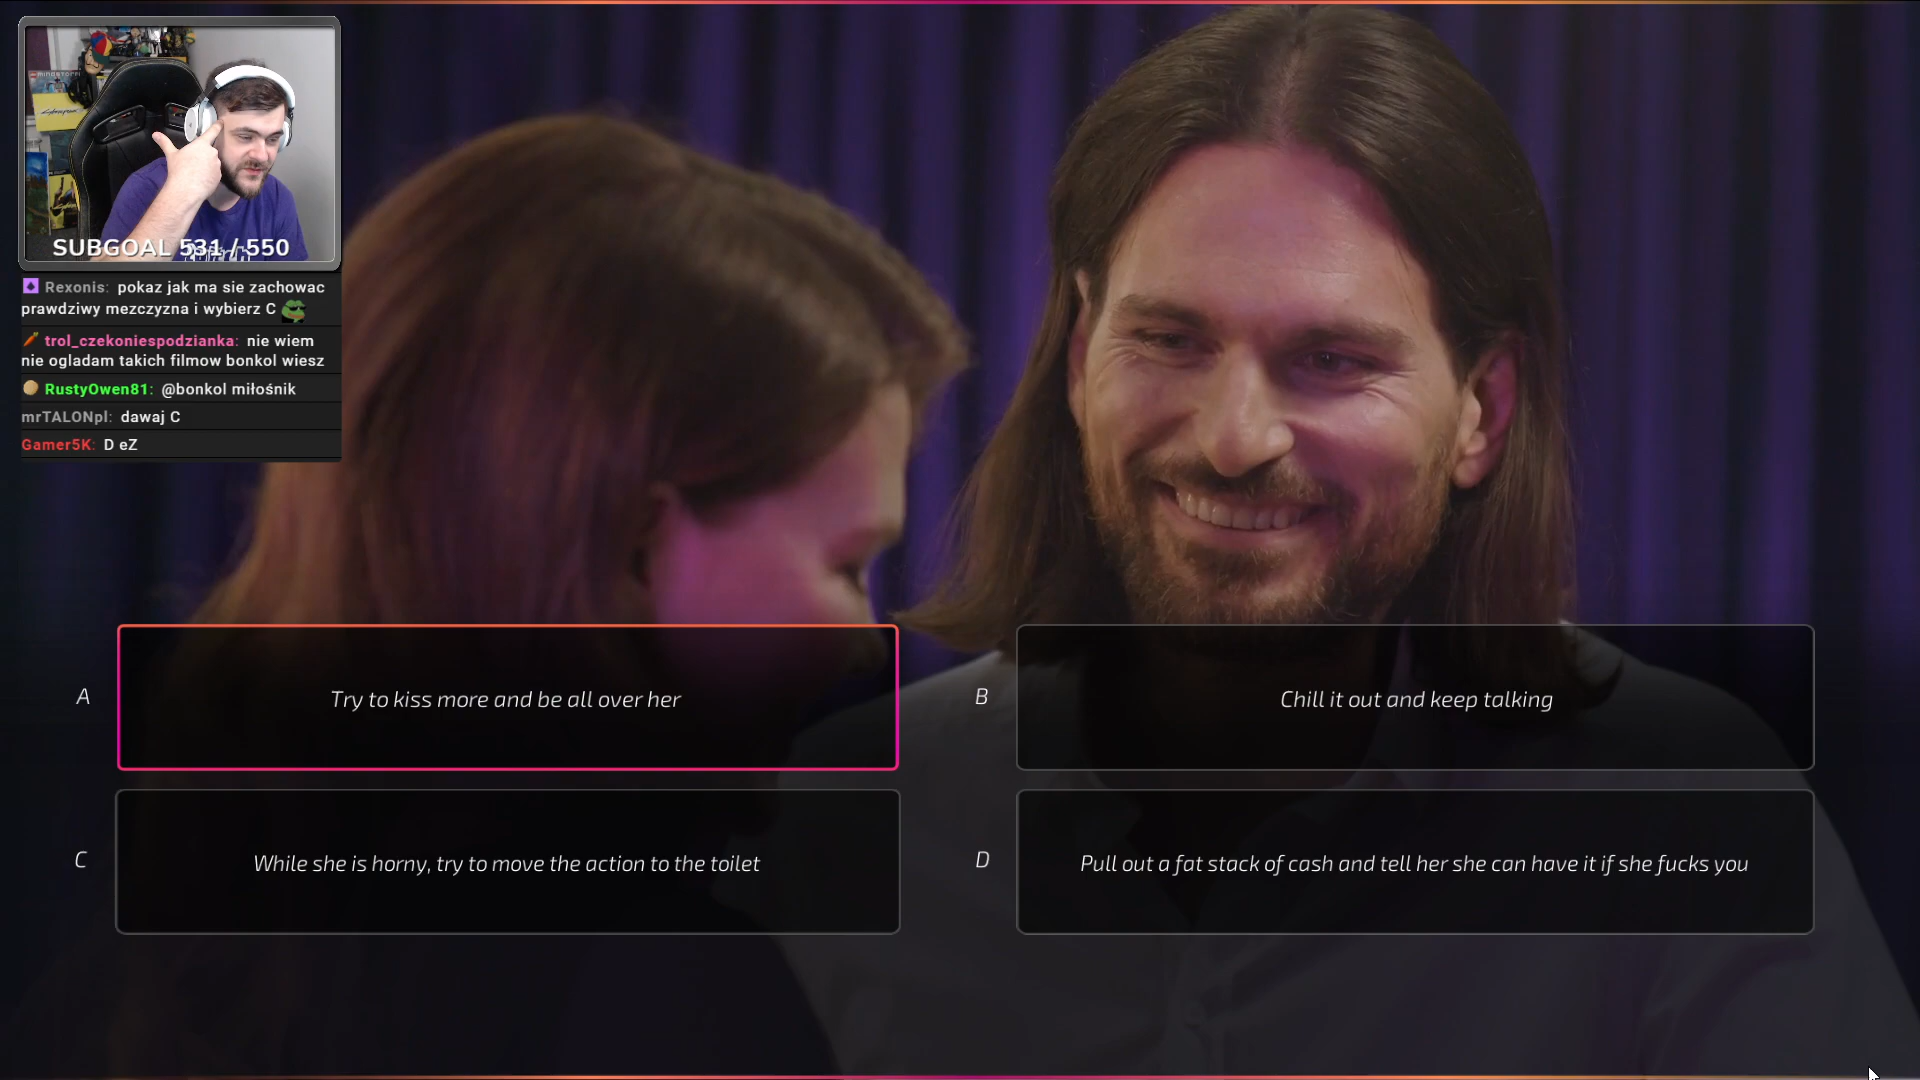 SUBGOAL 531 / 550
Rexonis: pokaz jak ma sie zachowac
prawdziwy mezczyzna i wybierz C
trol_czekoniespodzianka: nie wiem
nie ogladam takich filmow bonkol wiesz
RustyOwen81: @bonkol miłośnik
mrTALONpl: dawaj C
Gamer5K: D eZ
A
Try to kiss more and be all over her
B
Chill it out and keep talking
C
While she is horny, try to move the action to the toilet
D
Pull out a fat stack of cash and tell her she can have it if she fucks you